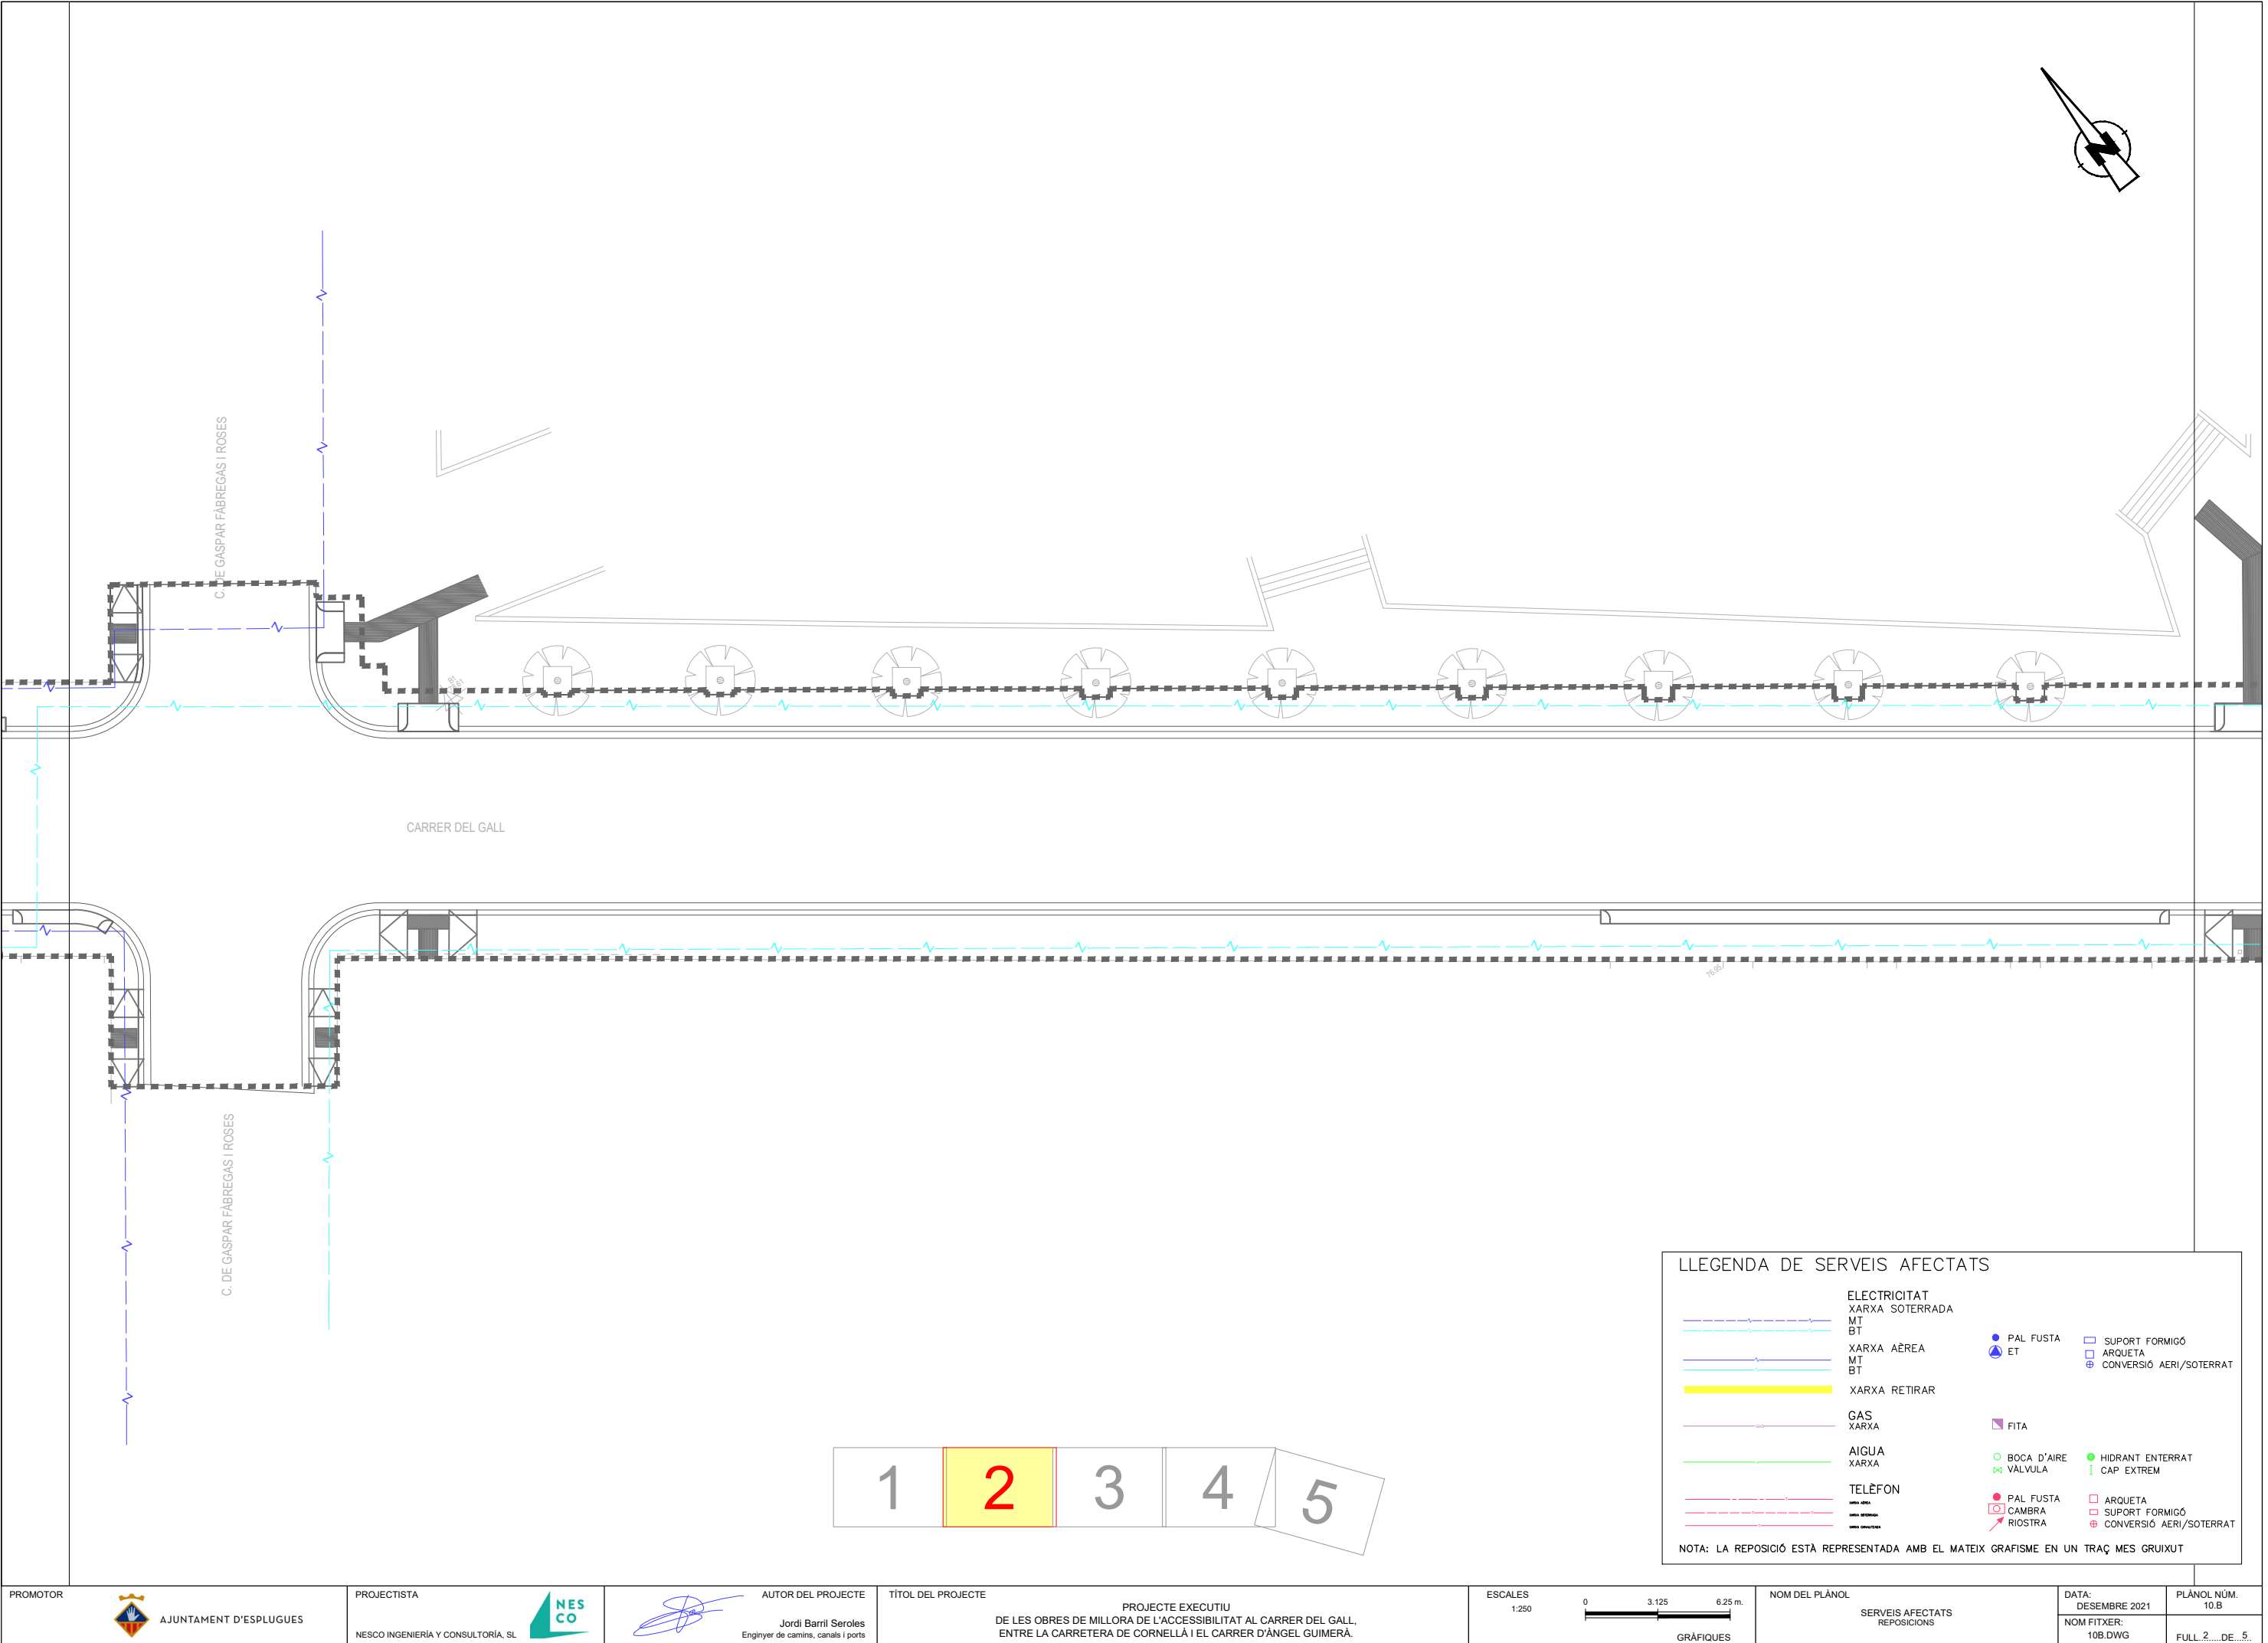 C. DE GASPAR FÀBREGAS I ROSES
CARRER DEL GALL
76.95
C. DE GASPAR FÀBREGAS I ROSES
LLEGENDA DE SERVEIS AFECTATS
ELECTRICITAT
XARXA SOTERRADA
MT
BT
XARXA AÈREA
MT
BT
PAL FUSTA
ET
SUPORT FORMIGÓ
ARQUETA
CONVERSIÓ AERI/SOTERRAT
XARXA RETIRAR
GAS
XARXA
FITA
AIGUA
XARXA
BOCA D'AIRE
VÀLVULA
HIDRANT ENTERRAT
CAP EXTREM
TELÈFON
XARXA AÈREA
XARXA SOTERRADA
XARXA CANALITZADA
PAL FUSTA
CAMBRA
RIOSTRA
ARQUETA
SUPORT FORMIGÓ
CONVERSIÓ AERI/SOTERRAT
NOTA: LA REPOSICIÓ ESTÀ REPRESENTADA AMB EL MATEIX GRAFISME EN UN TRAÇ MES GRUIXUT
1 2 3 4 5
PROMOTOR
AJUNTAMENT D'ESPLUGUES
PROJECTISTA
NESCO INGENIERÍA Y CONSULTORÍA, SL
NES
CO
AUTOR DEL PROJECTE
Jordi Barril Seroles
Enginyer de camins, canals i ports
TÍTOL DEL PROJECTE
PROJECTE EXECUTIU
DE LES OBRES DE MILLORA DE L'ACCESSIBILITAT AL CARRER DEL GALL,
ENTRE LA CARRETERA DE CORNELLÀ I EL CARRER D'ÀNGEL GUIMERÀ.
ESCALES
1:250
0 3.125 6.25 m.
GRÀFIQUES
NOM DEL PLÀNOL
SERVEIS AFECTATS
REPOSICIONS
DATA:
DESEMBRE 2021
NOM FITXER:
10B.DWG
PLÀNOL NÚM.
10.B
FULL 2 DE 5